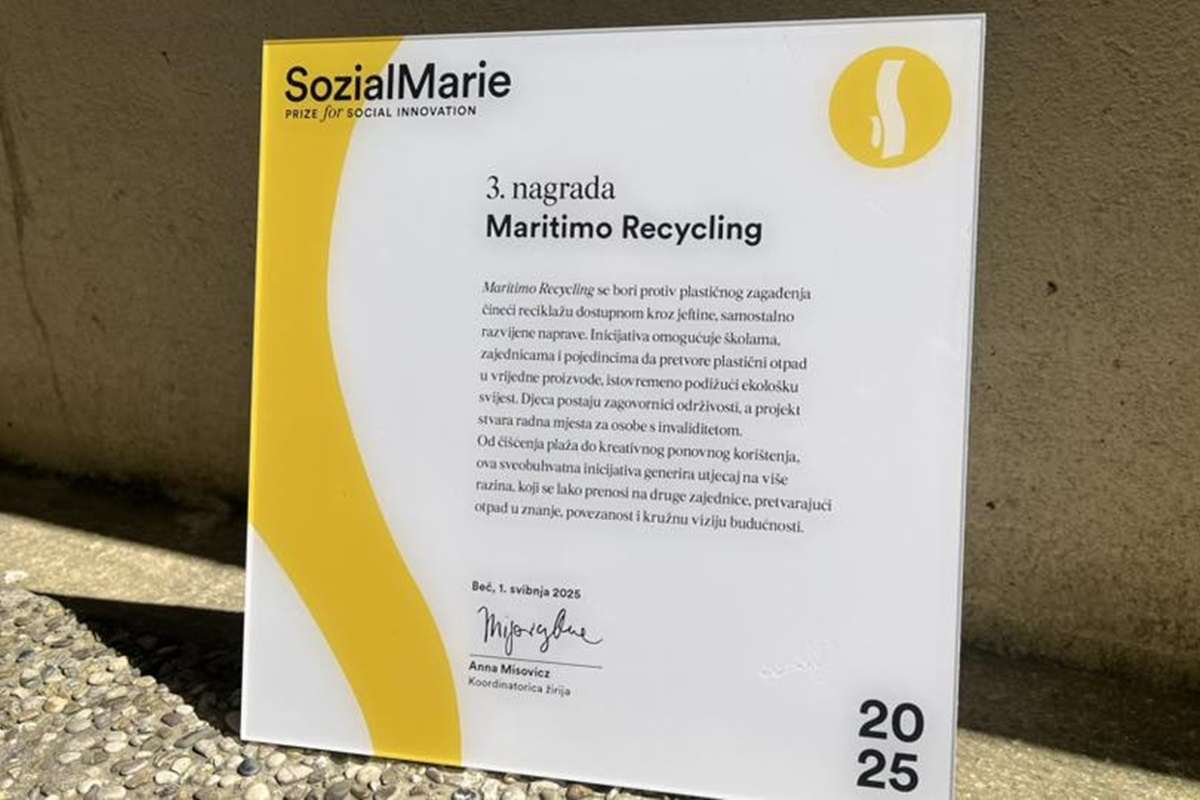 SozialMarie
PRIZE for SOCIAL INNOVATION
3. nagrada
Maritimo Recycling
Maritimo Recycling se bori protiv plastičnog zagađenja
čineći reciklažu dostupnom kroz jeftine, samostalno
razvijene naprave. Inicijativa omogućuje školama,
zajednicama i pojedincima da pretvore plastični otpad
u vrijedne proizvode, istovremeno podižući ekološku
svijest. Djeca postaju zagovornici održivosti, a projekt
stvara radna mjesta za osobe s invaliditetom.
Od čišćenja plaža do kreativnog ponovnog korištenja,
ova sveobuhvatna inicijativa generira utjecaj na više
razina, koji se lako prenosi na druge zajednice, pretvarajući
otpad u znanje, povezanost i kružnu viziju budućnosti.
Beč, 1. svibnja 2025
Anna Misovicz
Koordinatorica žirija
20
25